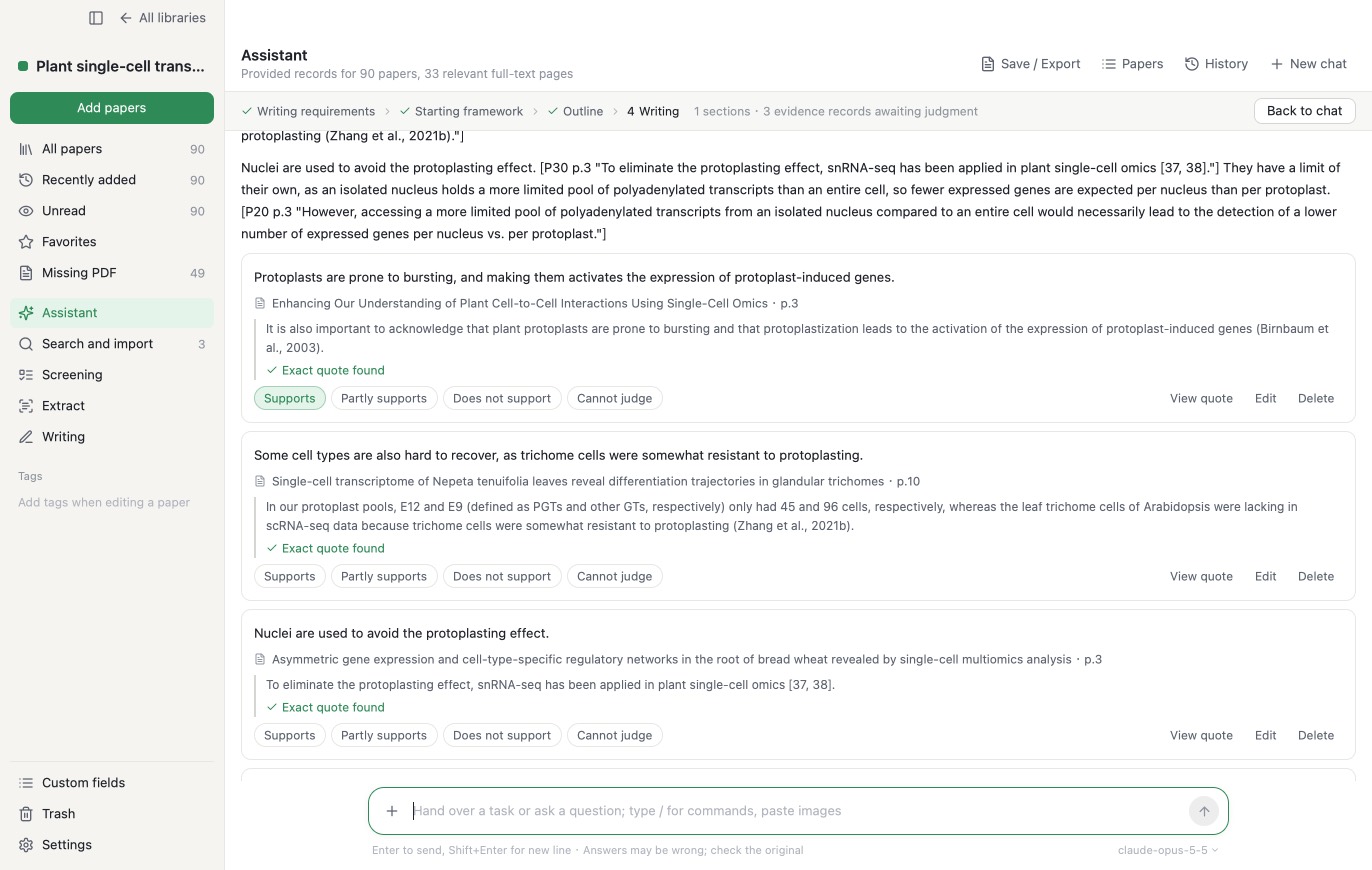 All libraries
Plant single-cell trans...
Add papers
All papers 90
Recently added 90
Unread 90
Favorites
Missing PDF 49
Assistant
Search and import 3
Screening
Extract
Writing
Tags
Add tags when editing a paper
Custom fields
Trash
Settings
Assistant
Provided records for 90 papers, 33 relevant full-text pages
Save / Export
Papers
History
New chat
Writing requirements
Starting framework
Outline
4 Writing
1 sections · 3 evidence records awaiting judgment
Back to chat
protoplasting (Zhang et al., 2021b)."]
Nuclei are used to avoid the protoplasting effect. [P30 p.3 "To eliminate the protoplasting effect, snRNA-seq has been applied in plant single-cell omics [37, 38]."] They have a limit of
their own, as an isolated nucleus holds a more limited pool of polyadenylated transcripts than an entire cell, so fewer expressed genes are expected per nucleus than per protoplast.
[P20 p.3 "However, accessing a more limited pool of polyadenylated transcripts from an isolated nucleus compared to an entire cell would necessarily lead to the detection of a lower
number of expressed genes per nucleus vs. per protoplast."]
Protoplasts are prone to bursting, and making them activates the expression of protoplast-induced genes.
Enhancing Our Understanding of Plant Cell-to-Cell Interactions Using Single-Cell Omics · p.3
It is also important to acknowledge that plant protoplasts are prone to bursting and that protoplastization leads to the activation of the expression of protoplast-induced genes (Birnbaum et
al., 2003).
Exact quote found
Supports
Partly supports
Does not support
Cannot judge
View quote
Edit
Delete
Some cell types are also hard to recover, as trichome cells were somewhat resistant to protoplasting.
Single-cell transcriptome of Nepeta tenuifolia leaves reveal differentiation trajectories in glandular trichomes · p.10
In our protoplast pools, E12 and E9 (defined as PGTs and other GTs, respectively) only had 45 and 96 cells, respectively, whereas the leaf trichome cells of Arabidopsis were lacking in
scRNA-seq data because trichome cells were somewhat resistant to protoplasting (Zhang et al., 2021b).
Exact quote found
Supports
Partly supports
Does not support
Cannot judge
View quote
Edit
Delete
Nuclei are used to avoid the protoplasting effect.
Asymmetric gene expression and cell-type-specific regulatory networks in the root of bread wheat revealed by single-cell multiomics analysis · p.3
To eliminate the protoplasting effect, snRNA-seq has been applied in plant single-cell omics [37, 38].
Exact quote found
Supports
Partly supports
Does not support
Cannot judge
View quote
Edit
Delete
Hand over a task or ask a question; type / for commands, paste images
Enter to send, Shift+Enter for new line · Answers may be wrong; check the original
claude-opus-5-5